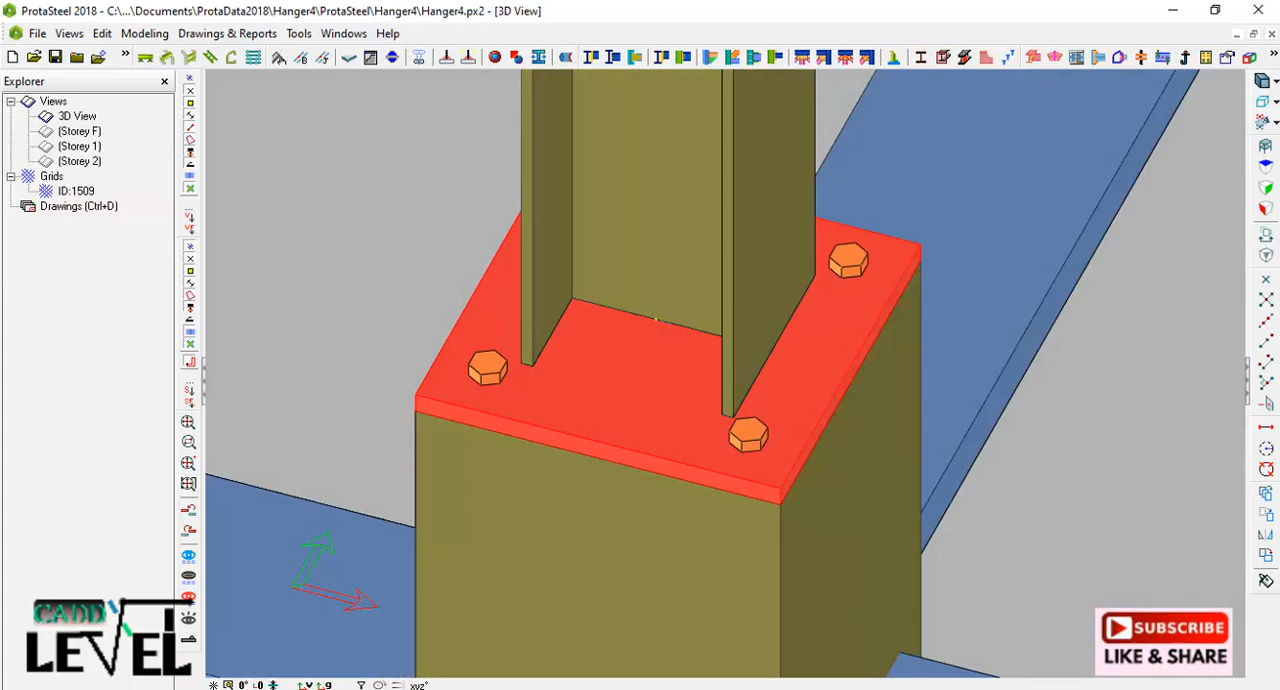 ProtaSteel 2018 - C:\...\Documents\ProtaData2018\Hanger4\ProtaSteel\Hanger4\Hanger4.px2 - [3D View]
File Views Edit Modeling Drawings & Reports Tools Windows Help
Explorer
Views
3D View
(Storey F)
(Storey 1)
(Storey 2)
Grids
ID:1509
Drawings (Ctrl+D)
CADD
LEVEL
SUBSCRIBE
LIKE & SHARE